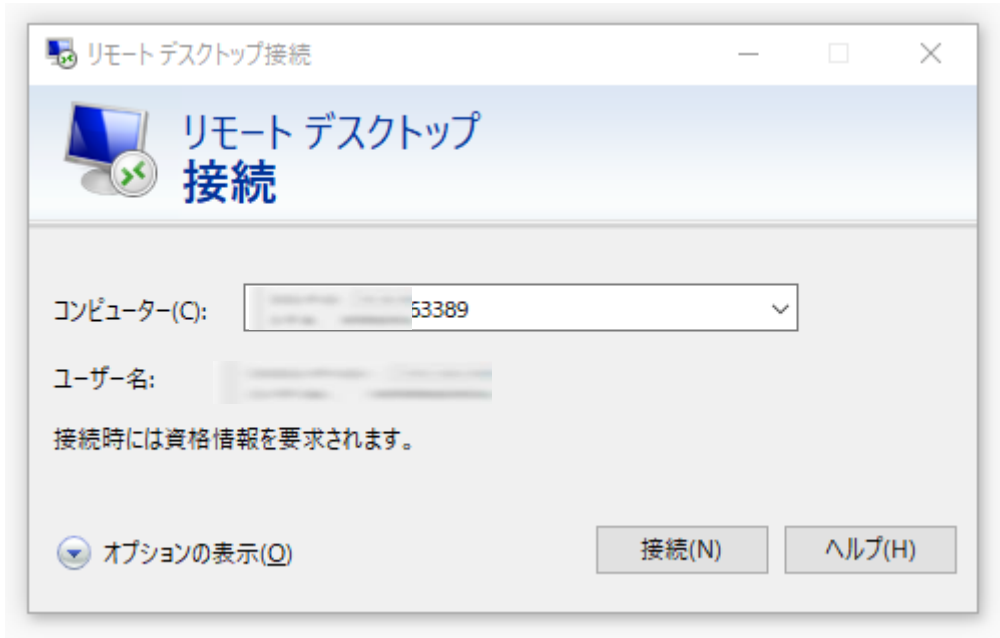 リモート デスクトップ接続
リモート デスクトップ
接続
コンピューター(C):
63389
ユーザー名:
接続時には資格情報を要求されます。
オプションの表示(O)
接続(N)
ヘルプ(H)